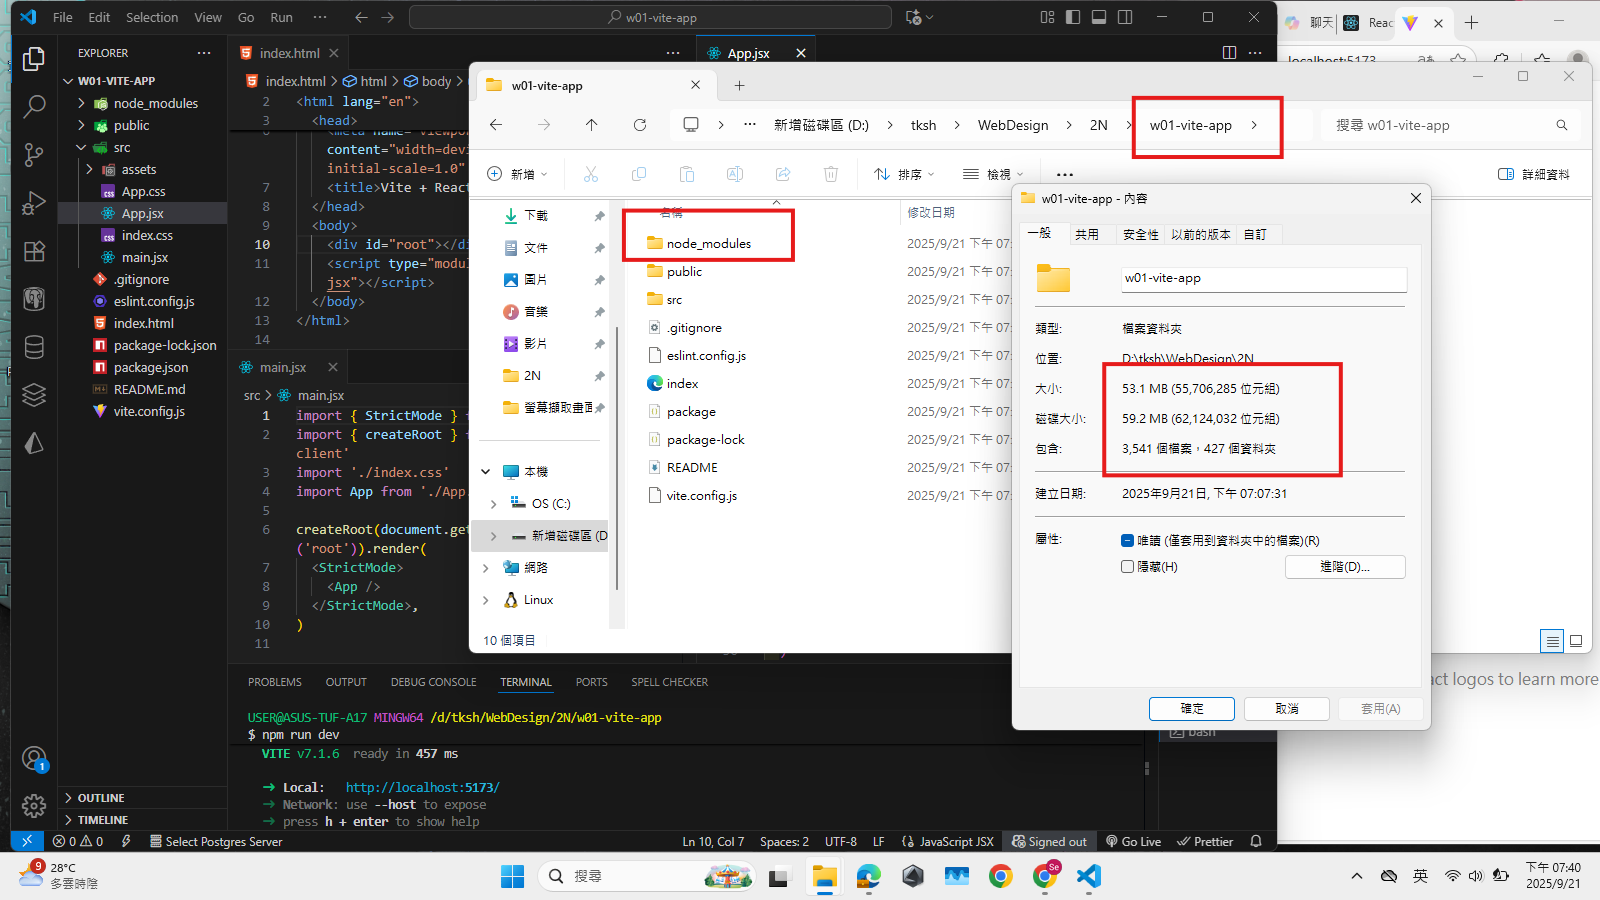 File Edit Selection View Go Run ··· w01-vite-app
EXPLORER
W01-VITE-APP
node_modules
public
src
assets
App.css
App.jsx
index.css
main.jsx
.gitignore
eslint.config.js
index.html
package-lock.json
package.json
README.md
vite.config.js
OUTLINE
TIMELINE
index.html
index.html > html > body
2 <html lang="en">
3 <head>
6
content="width=devi
initial-scale=1.0"
7 <title>Vite + React
8 </head>
9 <body>
10 <div id="root"></di
11 <script type="modul
jsx"></script>
12 </body>
13 </html>
14
main.jsx
src > main.jsx
1 import { StrictMode }
2 import { createRoot }
client'
3 import './index.css'
4 import App from './App.
5
6 createRoot(document.get
('root')).render(
7 <StrictMode>
8 <App />
9 </StrictMode>,
10 )
11
App.jsx
聊天
Reac
localhost:5173
w01-vite-app
新增磁碟區 (D:) > tksh > WebDesign > 2N > w01-vite-app >
搜尋 w01-vite-app
新增
排序
檢視
詳細資料
下載
文件
圖片
音樂
影片
2N
螢幕擷取畫面
本機
OS (C:)
新增磁碟區 (D
網路
Linux
10 個項目
名稱
修改日期
node_modules 2025/9/21 下午 07:
public 2025/9/21 下午 07:
src 2025/9/21 下午 07:
.gitignore 2025/9/21 下午 07:
eslint.config.js 2025/9/21 下午 07:
index 2025/9/21 下午 07:
package 2025/9/21 下午 07:
package-lock 2025/9/21 下午 07:
README 2025/9/21 下午 07:
vite.config.js 2025/9/21 下午 07:
w01-vite-app - 內容
一般 共用 安全性 以前的版本 自訂
w01-vite-app
類型: 檔案資料夾
位置: D:\tksh\WebDesign\2N
大小: 53.1 MB (55,706,285 位元組)
磁碟大小: 59.2 MB (62,124,032 位元組)
包含: 3,541 個檔案，427 個資料夾
建立日期: 2025年9月21日, 下午 07:07:31
屬性: 唯讀 (僅套用到資料夾中的檔案)(R)
隱藏(H)
進階(D)...
確定 取消 套用(A)
act logos to learn more
PROBLEMS OUTPUT DEBUG CONSOLE TERMINAL PORTS SPELL CHECKER
USER@ASUS-TUF-A17 MINGW64 /d/tksh/WebDesign/2N/w01-vite-app
$ npm run dev
VITE v7.1.6 ready in 457 ms
➜ Local: http://localhost:5173/
➜ Network: use --host to expose
➜ press h + enter to show help
bash
0 0 Select Postgres Server Ln 10, Col 7 Spaces: 2 UTF-8 LF {} JavaScript JSX Signed out Go Live Prettier
1
9
28°C
多雲時陰
搜尋
Se
英
下午 07:40
2025/9/21